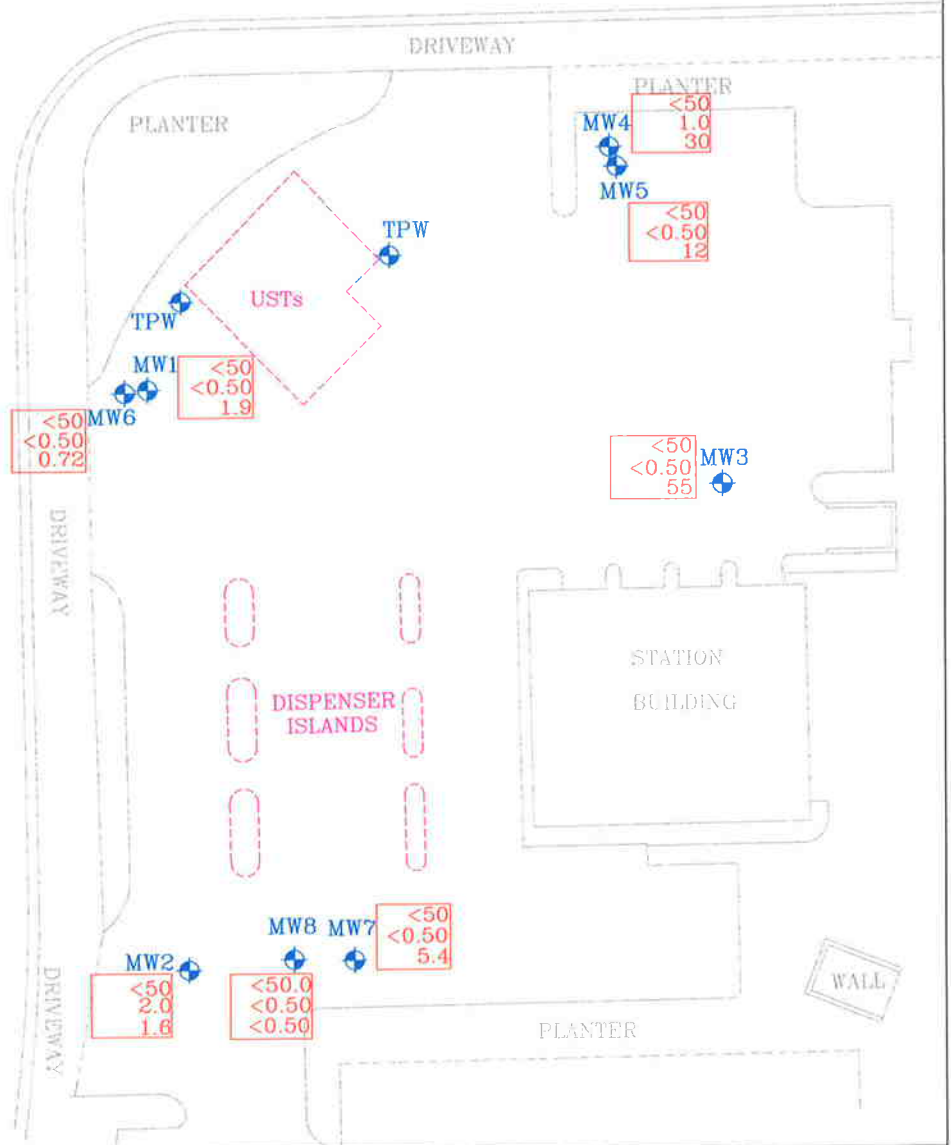 DRIVEWAY
PLANTER
PLANTER
<50
1.0
30
MW4
MW5
<50
<0.50
12
TPW
USTs
TPW
MW1
<50
<0.50
1.9
MW6
<50
<0.50
0.72
<50
<0.50
55
MW3
DRIVEWAY
STATION
BUILDING
DISPENSER
ISLANDS
MW8
MW7
<50
<0.50
5.4
MW2
<50
2.0
1.6
<50.0
<0.50
<0.50
DRIVEWAY
WALL
PLANTER